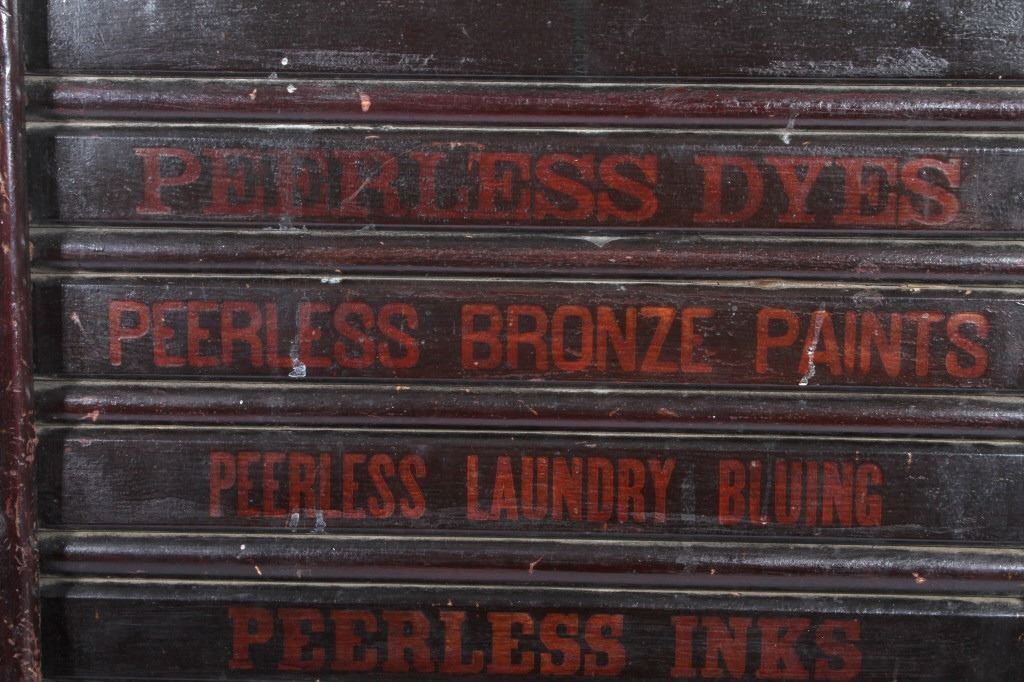 PEERLESS DYES
PEERLESS BRONZE PAINTS
PEERLESS LAUNDRY BLUING
PEERLESS INKS